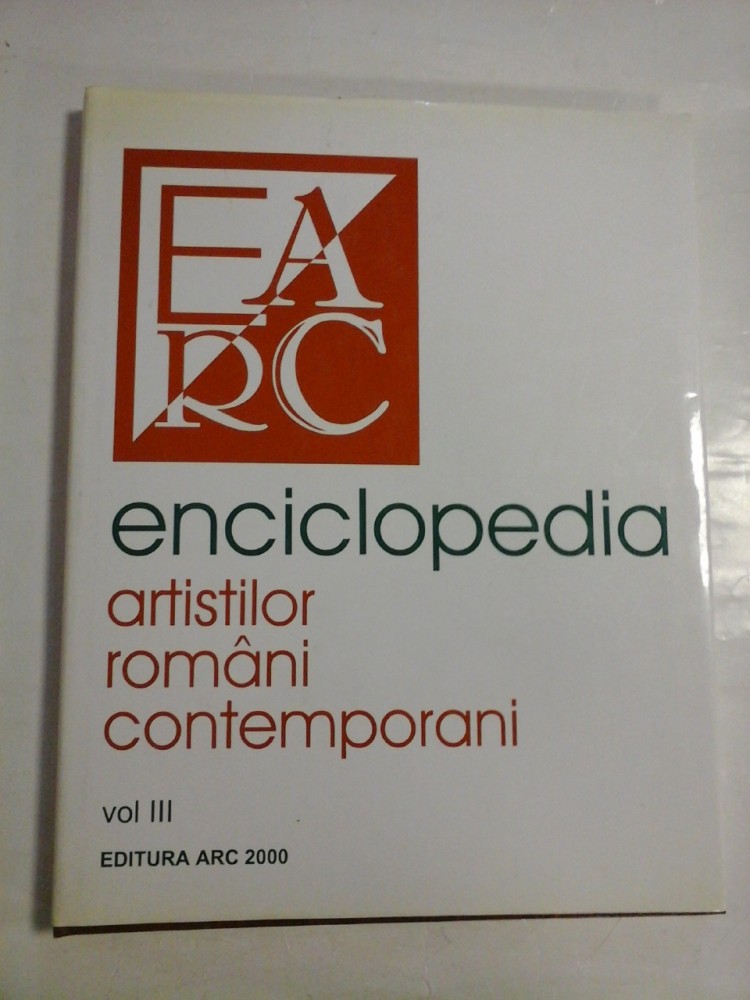 EA
RC
enciclopedia
artistilor
români
contemporani
vol III
EDITURA ARC 2000